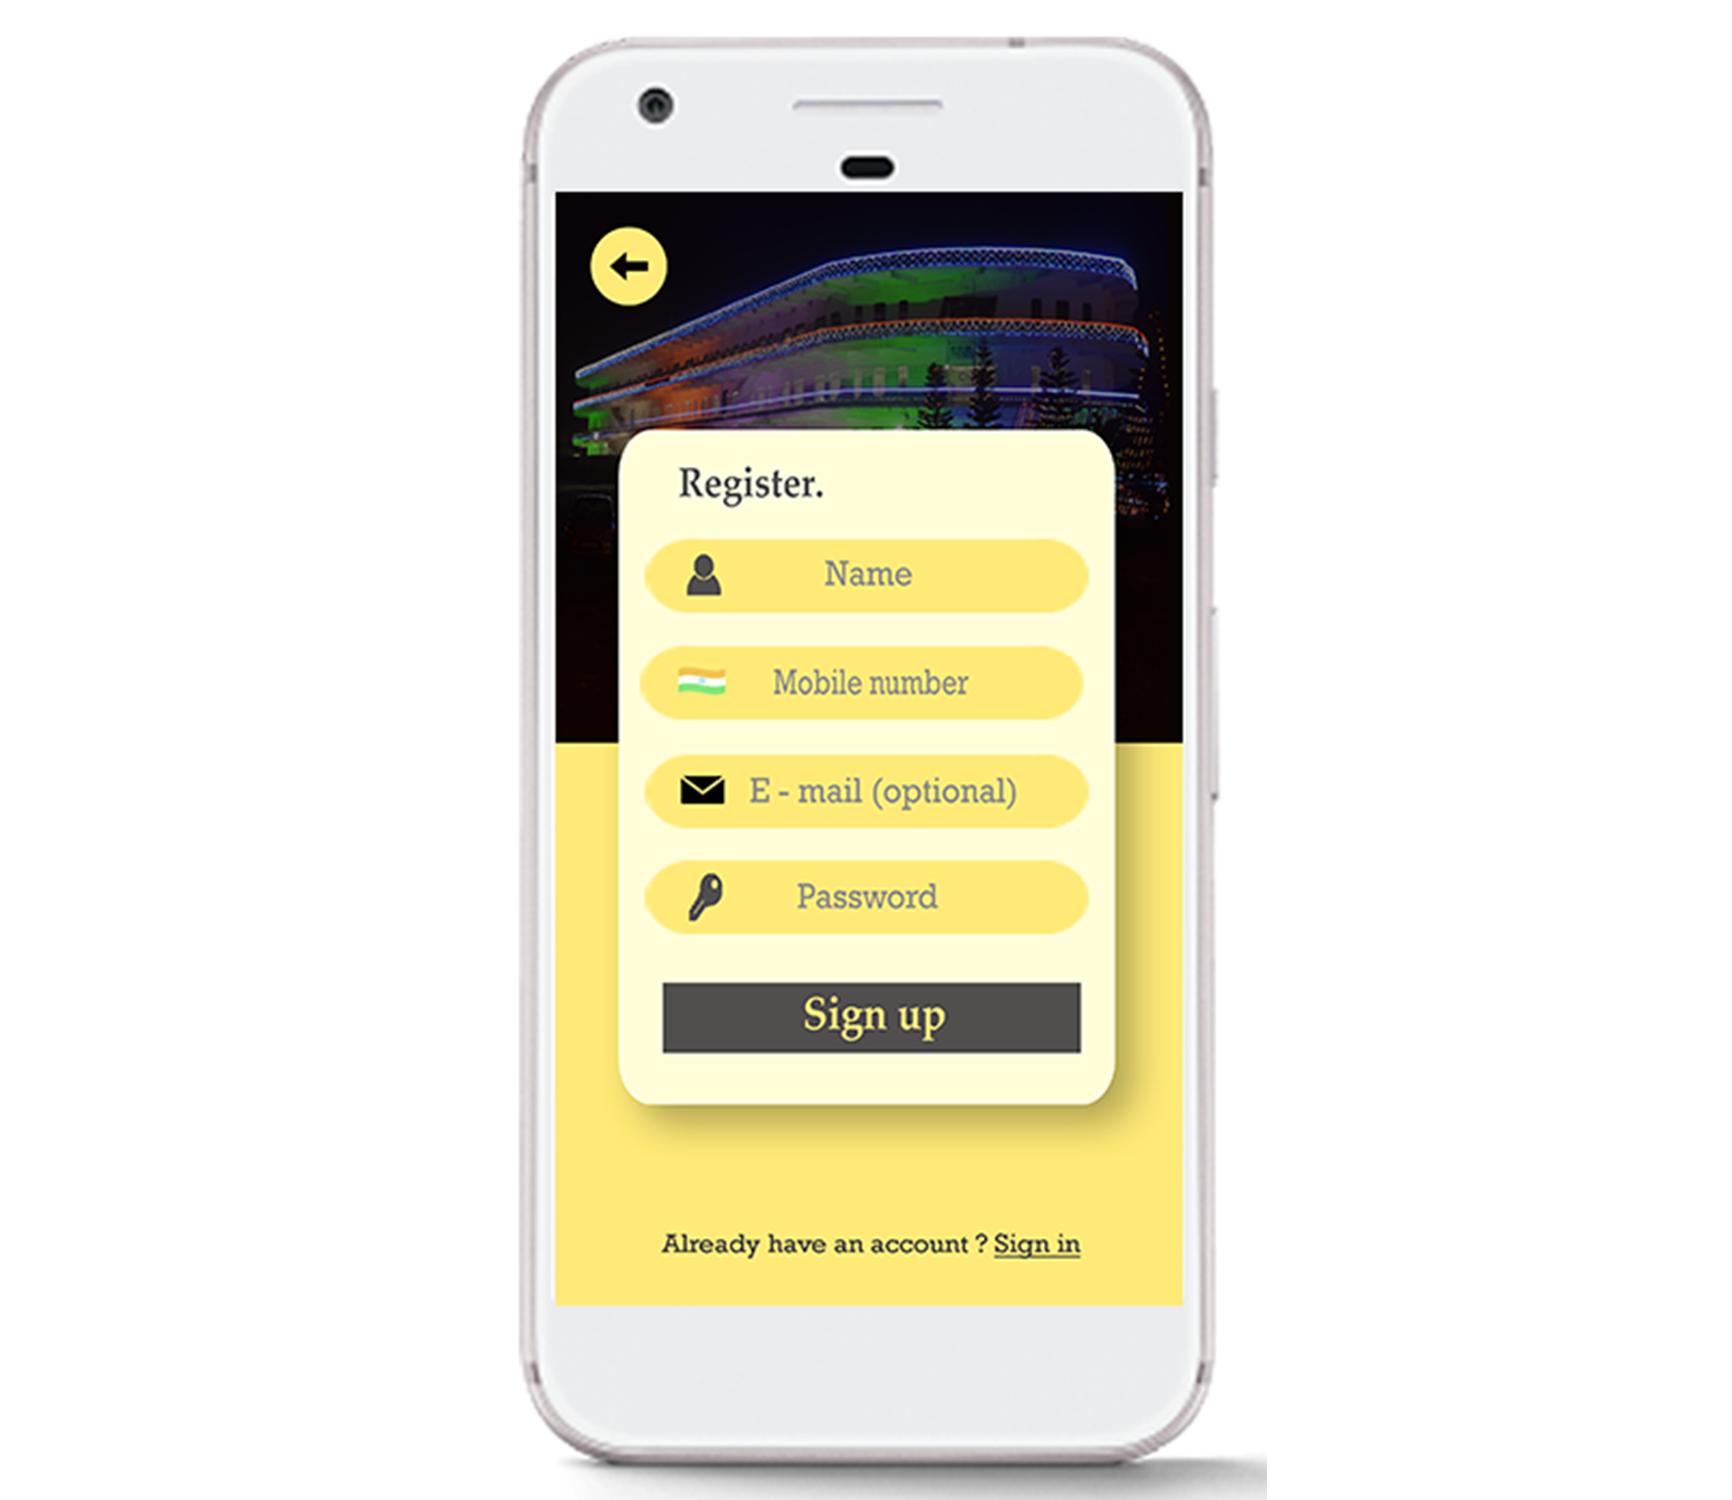 Register.
Name
Mobile number
E - mail (optional)
Password
Sign up
Already have an account ? Sign in